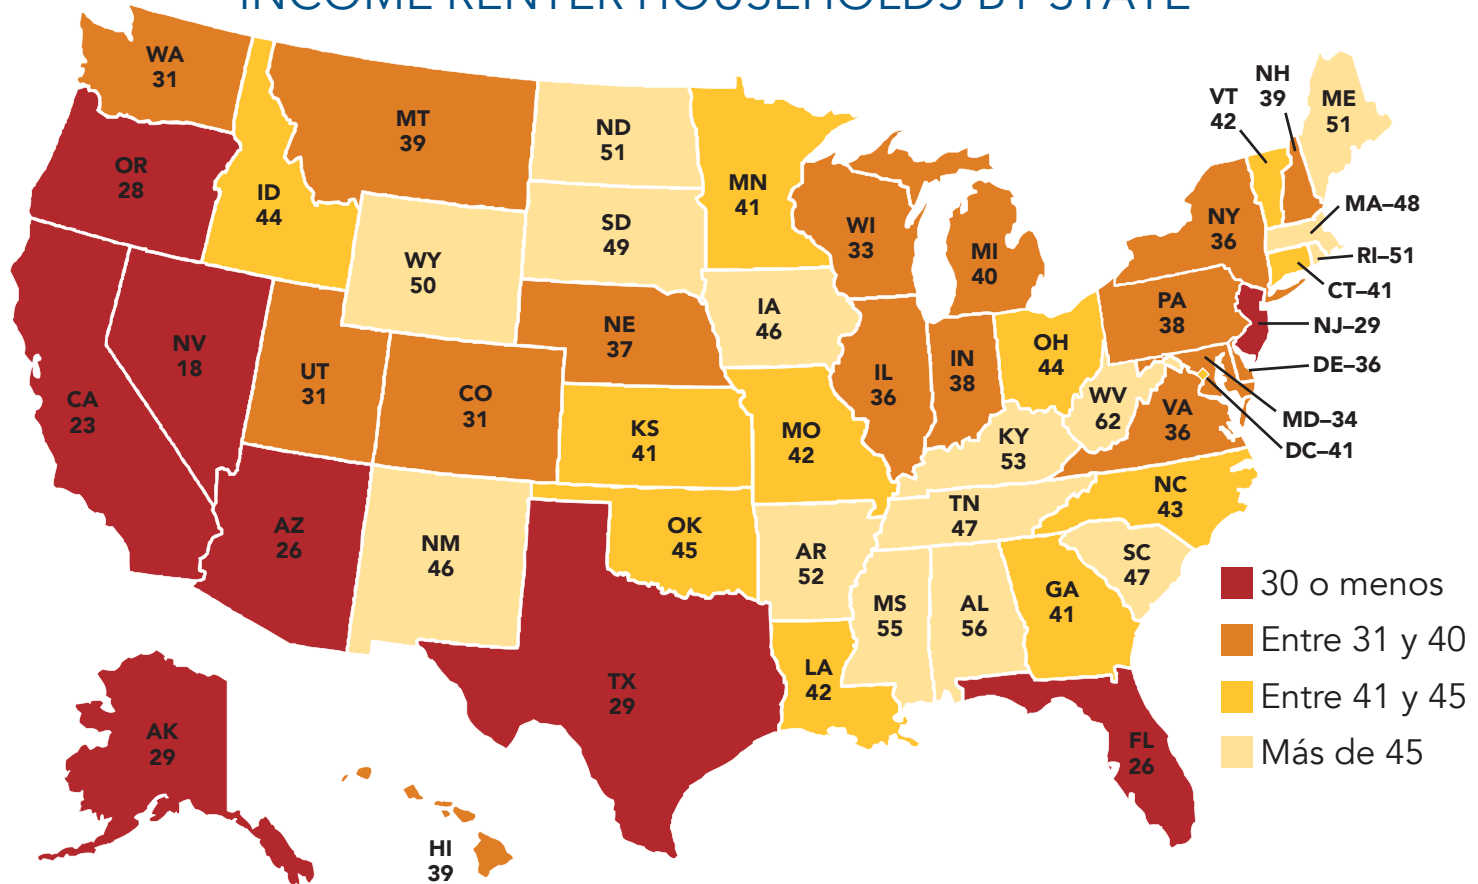 INCOME RENTER HOUSEHOLDS BY STATE
WA
31
OR
28
CA
23
NV
18
ID
44
MT
39
WY
50
UT
31
CO
31
AZ
26
NM
46
ND
51
SD
49
NE
37
KS
41
OK
45
TX
29
MN
41
IA
46
MO
42
AR
52
LA
42
WI
33
IL
36
MI
40
IN
38
OH
44
KY
53
TN
47
MS
55
AL
56
GA
41
FL
26
SC
47
NC
43
VA
36
WV
62
PA
38
NY
36
VT
42
NH
39
ME
51
MA–48
RI–51
CT–41
NJ–29
DE–36
MD–34
DC–41
AK
29
HI
39
30 o menos
Entre 31 y 40
Entre 41 y 45
Más de 45